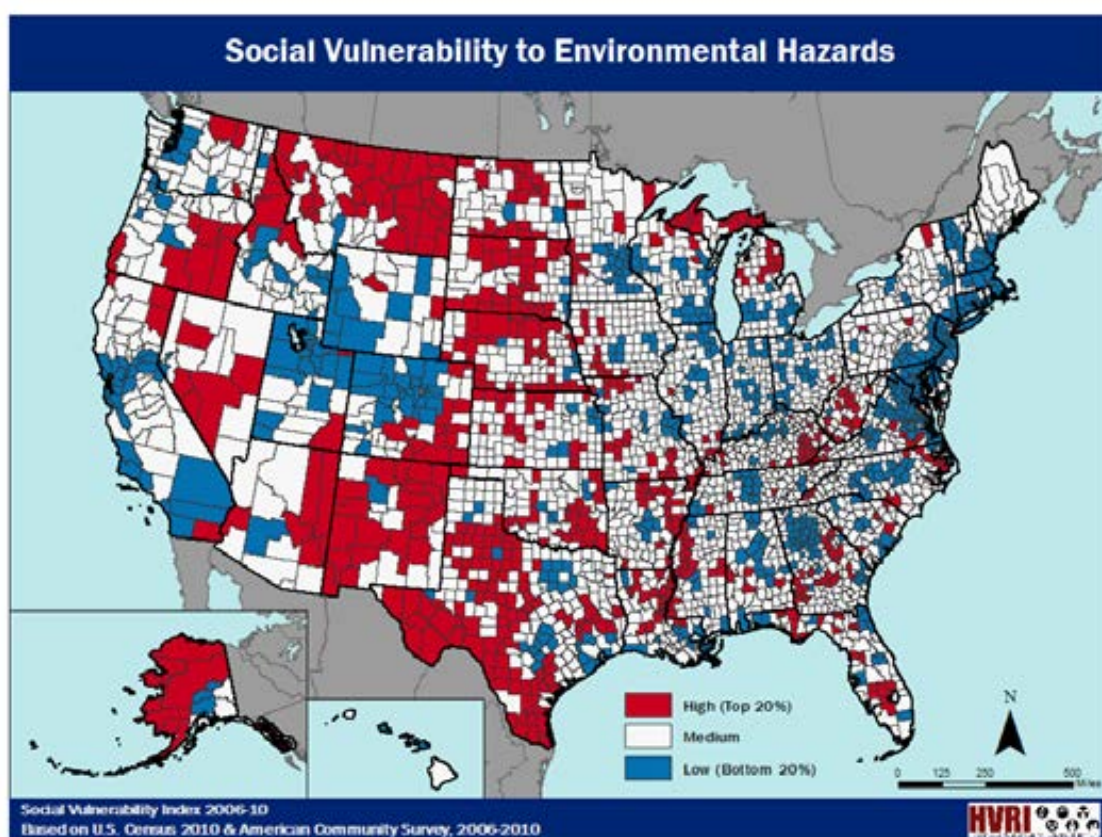 Social Vulnerability to Environmental Hazards
High (Top 20%)
Medium
Low (Bottom 20%)
N
0 125 250 500
Miles
Social Vulnerability Index 2006-10
Based on U.S. Census 2010 & American Community Survey, 2006-2010
HVRI